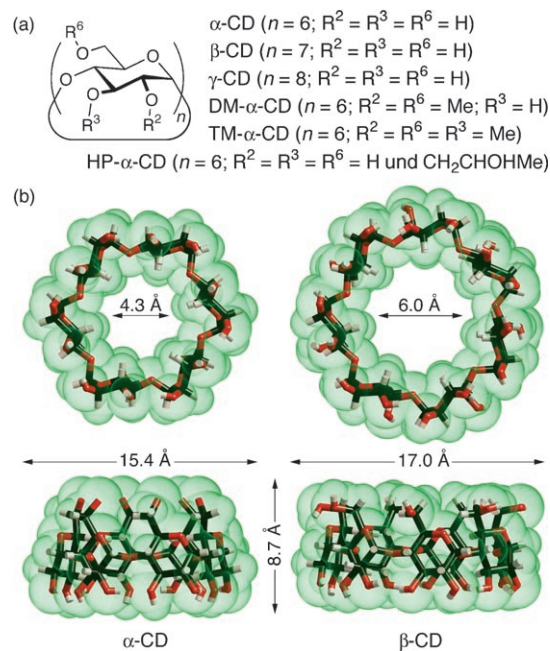 (a)
R⁶
O
O
O
O
O
R³
R²
n
α-CD (n = 6; R² = R³ = R⁶ = H)
β-CD (n = 7; R² = R³ = R⁶ = H)
γ-CD (n = 8; R² = R³ = R⁶ = H)
DM-α-CD (n = 6; R² = R⁶ = Me; R³ = H)
TM-α-CD (n = 6; R² = R⁶ = R³ = Me)
HP-α-CD (n = 6; R² = R³ = R⁶ = H und CH₂CHOHMe)
(b)
4.3 Å
6.0 Å
15.4 Å
17.0 Å
8.7 Å
α-CD
β-CD